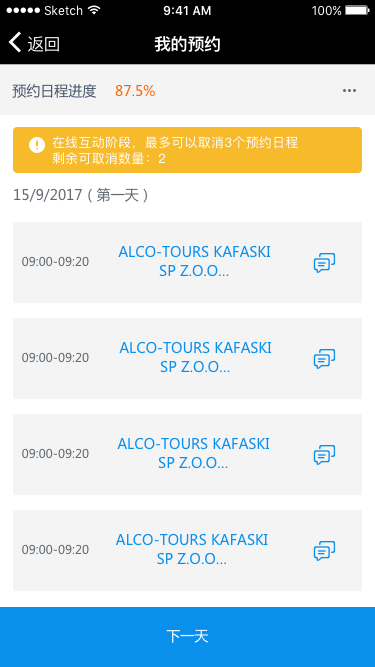 Sketch 9:41 AM 100%
返回 我的预约
预约日程进度 87.5%
在线互动阶段，最多可以取消3个预约日程
剩余可取消数量：2
15/9/2017 ( 第一天 )
09:00-09:20
ALCO-TOURS KAFASKI
SP Z.O.O...
09:00-09:20
ALCO-TOURS KAFASKI
SP Z.O.O...
09:00-09:20
ALCO-TOURS KAFASKI
SP Z.O.O...
09:00-09:20
ALCO-TOURS KAFASKI
SP Z.O.O...
下一天